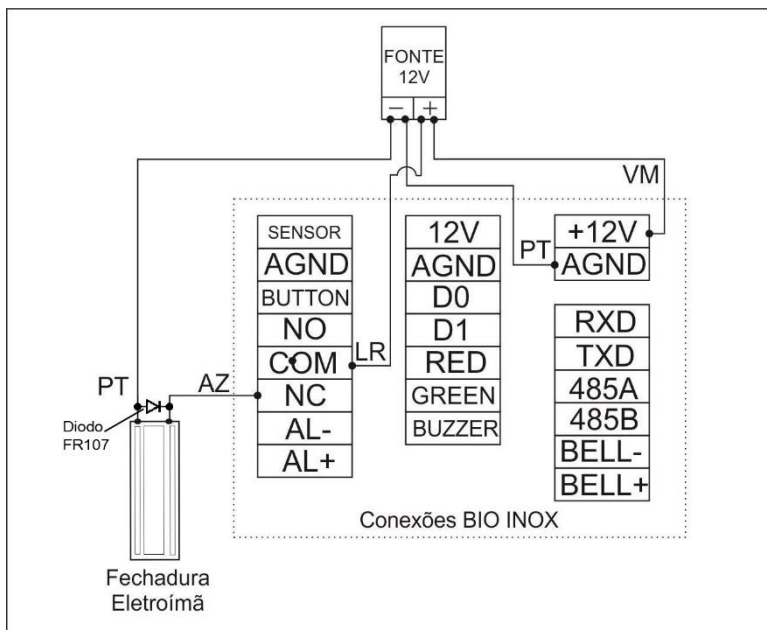 FONTE
12V
− +
VM
SENSOR
AGND
BUTTON
NO
COM
NC
AL-
AL+
12V
AGND
D0
D1
RED
GREEN
BUZZER
PT
+12V
AGND
RXD
TXD
485A
485B
BELL-
BELL+
LR
PT
AZ
Diodo
FR107
Conexões BIO INOX
Fechadura
Eletroímã